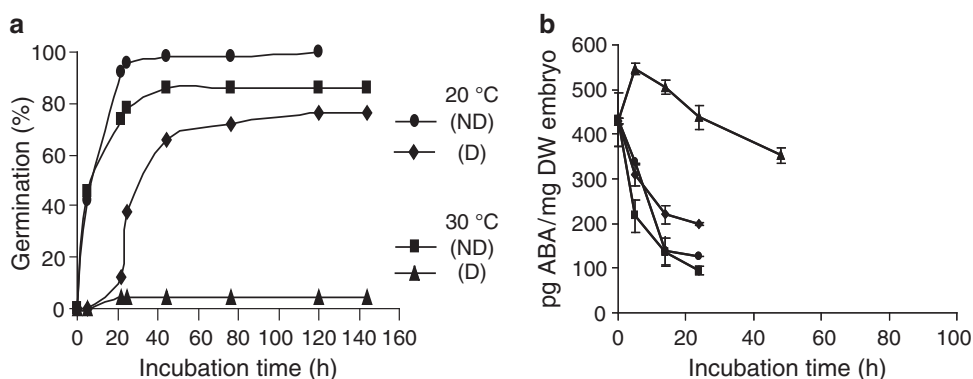 a
100
80
60
40
20
0
Germination (%)
0 20 40 60 80 100 120 140 160
Incubation time (h)
20 °C
(ND)
(D)
30 °C
(ND)
(D)
b
600
500
400
300
200
100
0
pg ABA/mg DW embryo
0 20 40 60 80 100
Incubation time (h)